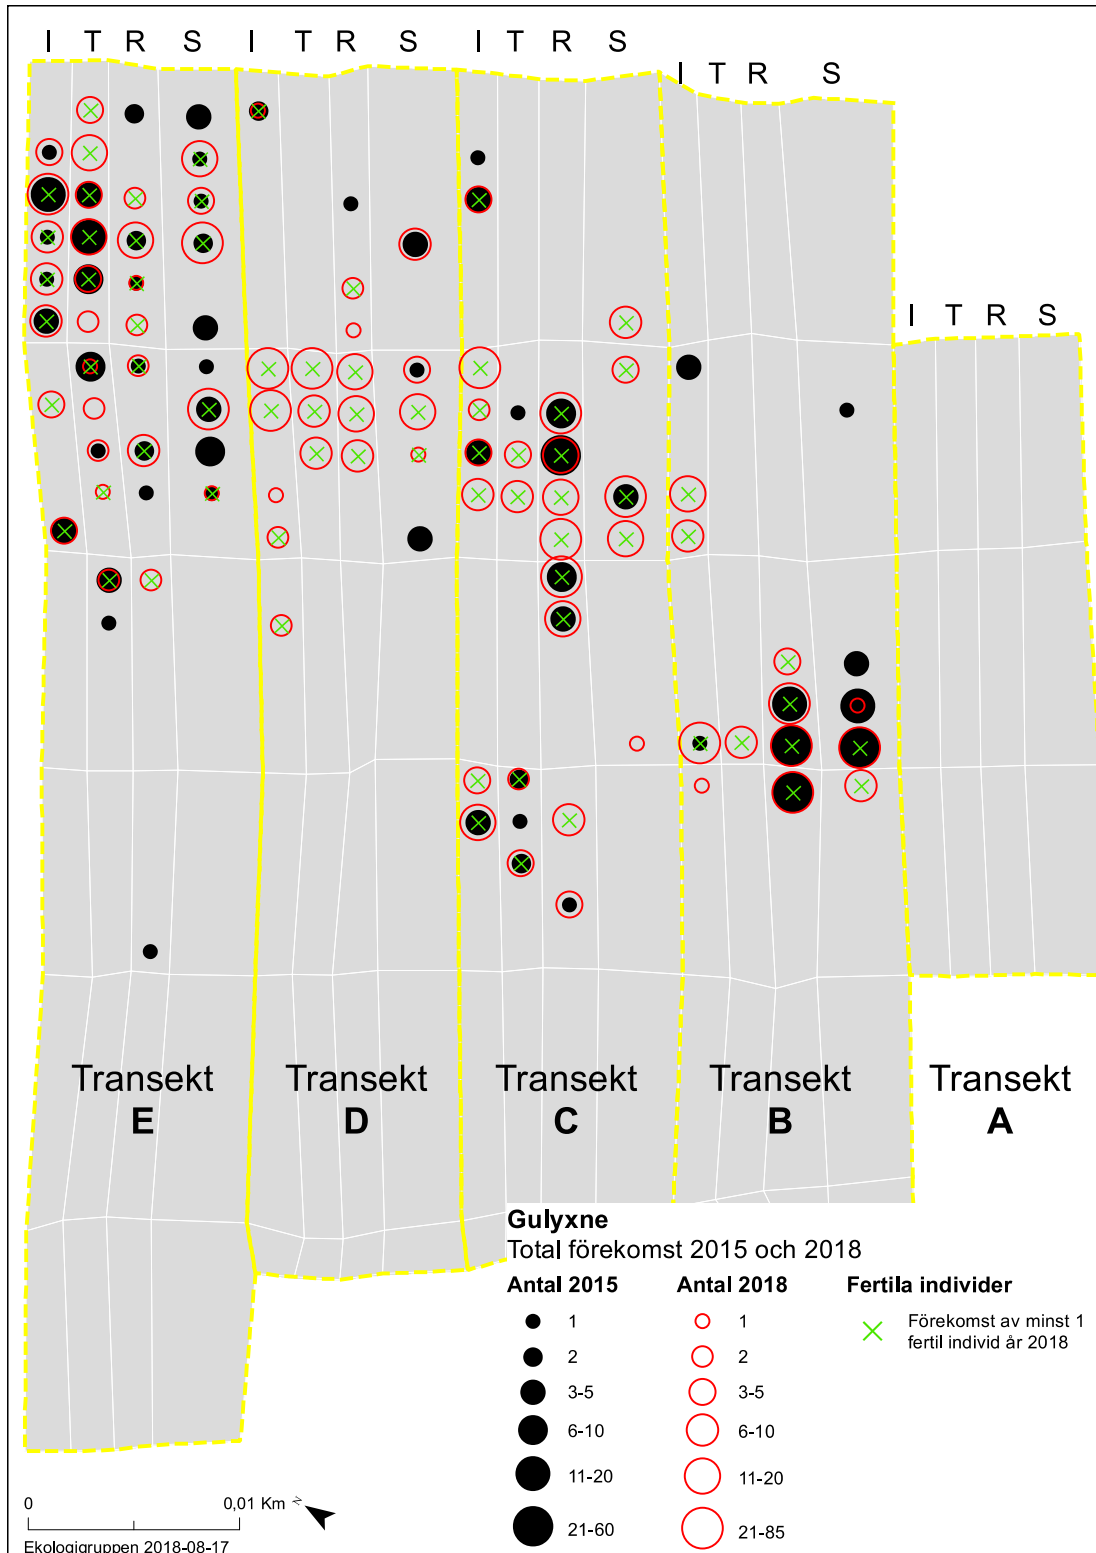 I T R S I T R S I T R S
I T R S
I T R S
Transekt
E
Transekt
D
Transekt
C
Transekt
B
Transekt
A
Gulyxne
Total förekomst 2015 och 2018
Antal 2015
1
2
3-5
6-10
11-20
21-60
Antal 2018
1
2
3-5
6-10
11-20
21-85
Fertila individer
Förekomst av minst 1
fertil individ år 2018
0 0,01 Km
N
Ekologigruppen 2018-08-17